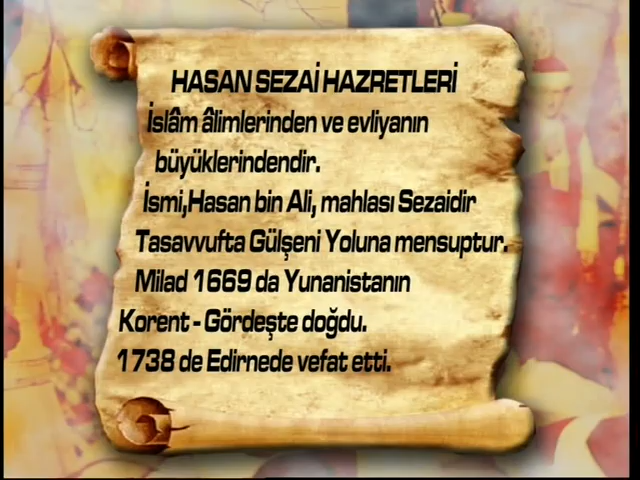 HASAN SEZAİ HAZRETLERİ
İslâm âlimlerinden ve evliyanın
büyüklerindendir.
İsmi,Hasan bin Ali, mahlası Sezaidir
Tasavvufta Gülşeni Yoluna mensuptur.
Milad 1669 da Yunanistanın
Korent - Gördeşte doğdu.
1738 de Edirnede vefat etti.